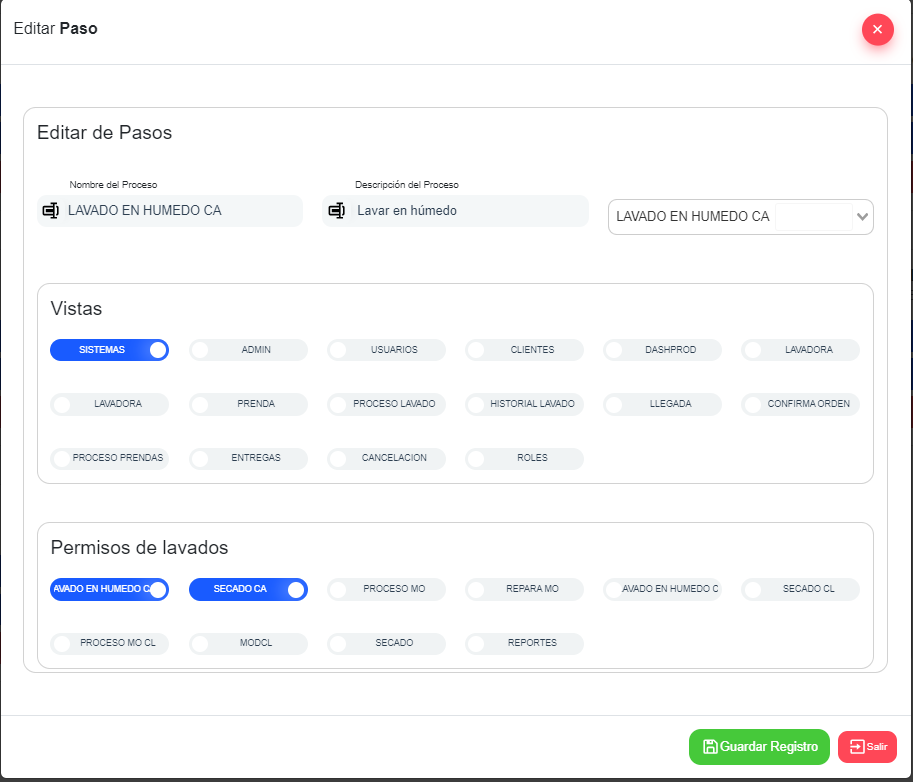 Editar Paso
Editar de Pasos
Nombre del Proceso
Descripción del Proceso
LAVADO EN HUMEDO CA
Lavar en húmedo
LAVADO EN HUMEDO CA
Vistas
SISTEMAS
ADMIN
USUARIOS
CLIENTES
DASHPROD
LAVADORA
LAVADORA
PRENDA
PROCESO LAVADO
HISTORIAL LAVADO
LLEGADA
CONFIRMA ORDEN
PROCESO PRENDAS
ENTREGAS
CANCELACION
ROLES
Permisos de lavados
AVADO EN HUMEDO C
SECADO CA
PROCESO MO
REPARA MO
AVADO EN HUMEDO C
SECADO CL
PROCESO MO CL
MODCL
SECADO
REPORTES
Guardar Registro
Salir